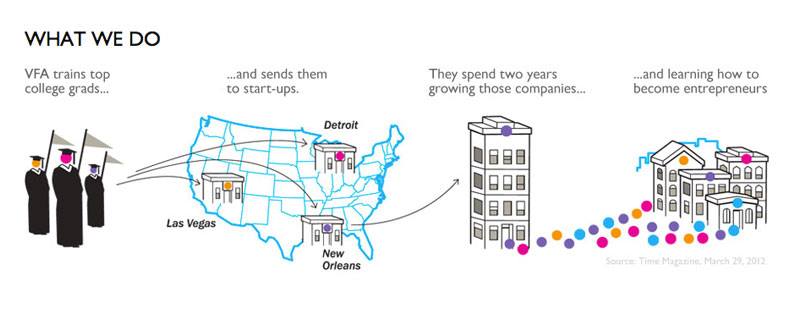 WHAT WE DO
VFA trains top
college grads...
...and sends them
to start-ups.
They spend two years
growing those companies...
...and learning how to
become entrepreneurs
Detroit
Las Vegas
New
Orleans
Source: Time Magazine, March 29, 2012